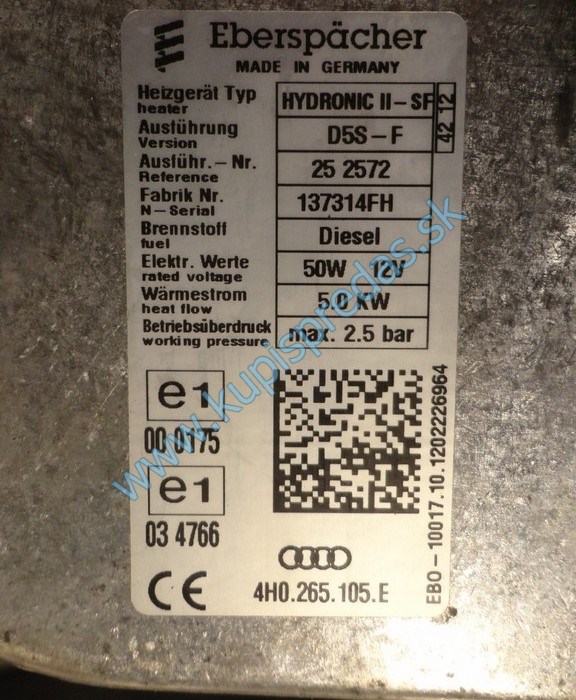 Eberspächer
MADE IN GERMANY
Heizgerät Typ
heater
HYDRONIC II-SF
42 12
Ausführung
Version
D5S-F
Ausführ.-Nr.
Reference
25 2572
Fabrik Nr.
N-Serial
137314FH
Brennstoff
fuel
Diesel
Elektr. Werte
rated voltage
50W 12V
Wärmestrom
heat flow
5.0 KW
Betriebsüberdruck
working pressure
max. 2.5 bar
e1
00 0175
e1
03 4766
CE
4H0.265.105.E
EBO-10017.10.1202226964
www.kupispredas.sk